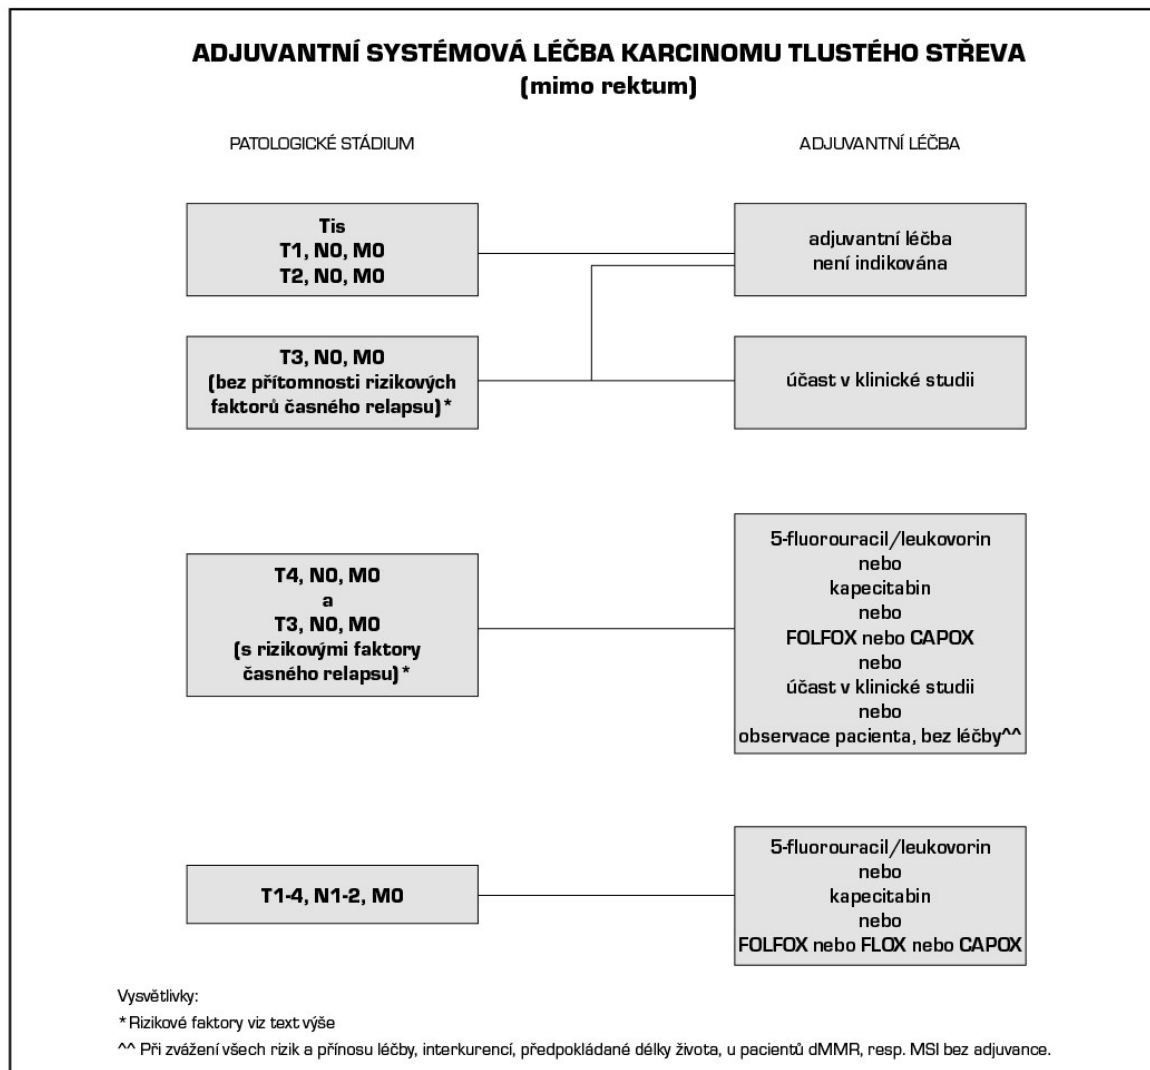 ADJUVANTNÍ SYSTÉMOVÁ LÉČBA KARCINOMU TLUSTÉHO STŘEVA
(mimo rektum)
PATOLOGICKÉ STÁDIUM
ADJUVANTNÍ LÉČBA
Tis
T1, N0, M0
T2, N0, M0
adjuvantní léčba
není indikována
T3, N0, M0
(bez přítomnosti rizikových
faktorů časného relapsu)*
účast v klinické studii
T4, N0, M0
a
T3, N0, M0
(s rizikovými faktory
časného relapsu)*
5-fluorouracil/leukovorin
nebo
kapecitabin
nebo
FOLFOX nebo CAPOX
nebo
účast v klinické studii
nebo
observace pacienta, bez léčby^^
T1-4, N1-2, M0
5-fluorouracil/leukovorin
nebo
kapecitabin
nebo
FOLFOX nebo FLOX nebo CAPOX
Vysvětlivky:
* Rizikové faktory viz text výše
^^ Při zvážení všech rizik a přínosu léčby, interkurencí, předpokládané délky života, u pacientů dMMR, resp. MSI bez adjuvance.